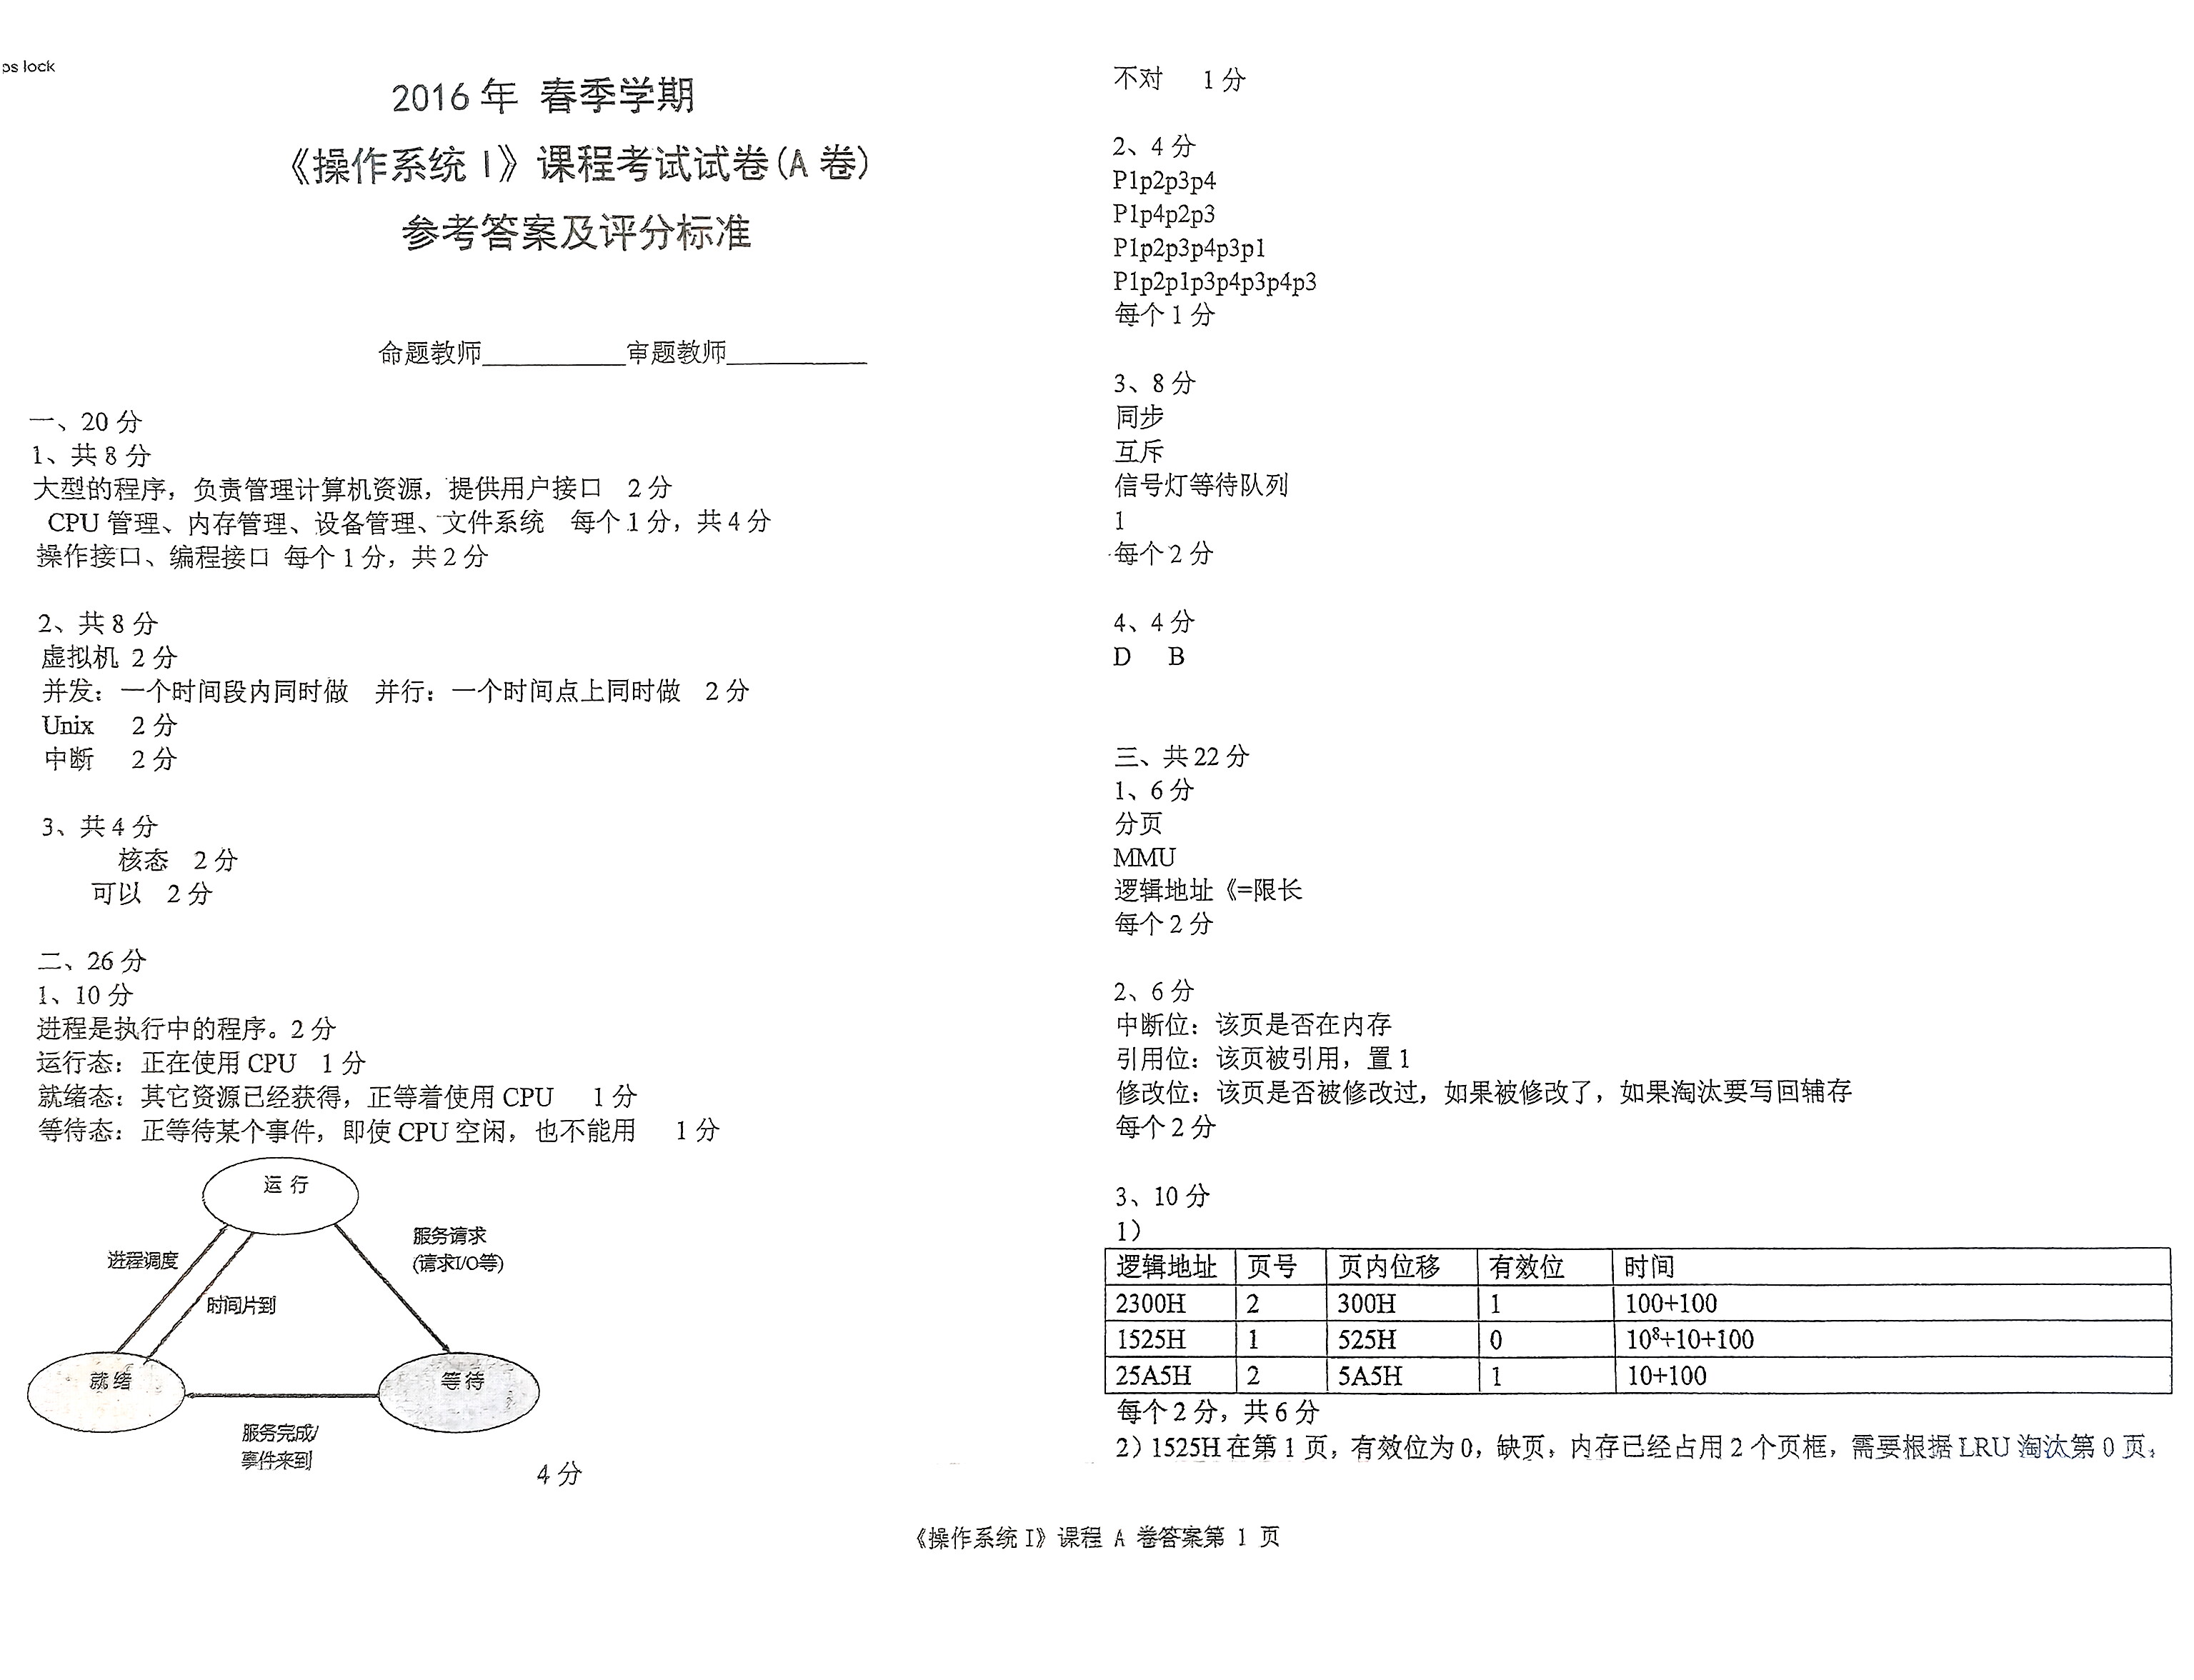 ps lock
2016 年 春季学期
《操作系统 I》课程考试试卷(A 卷)
参考答案及评分标准
命题教师__________审题教师__________
一、20 分
1、共 8 分
大型的程序，负责管理计算机资源，提供用户接口 2 分
CPU 管理、内存管理、设备管理、文件系统 每个 1 分，共 4 分
操作接口、编程接口 每个 1 分，共 2 分
2、共 8 分
虚拟机 2 分
并发：一个时间段内同时做 并行：一个时间点上同时做 2 分
Unix 2 分
中断 2 分
3、共 4 分
核态 2 分
可以 2 分
二、26 分
1、10 分
进程是执行中的程序。2 分
运行态：正在使用 CPU 1 分
就绪态：其它资源已经获得，正等着使用 CPU 1 分
等待态：正等待某个事件，即使 CPU 空闲，也不能用 1 分
运行
进程调度
时间片到
服务请求
(请求I/O等)
就绪
等待
服务完成/
事件来到
4 分
不对 1 分
2、4 分
P1p2p3p4
P1p4p2p3
P1p2p3p4p3p1
P1p2p1p3p4p3p4p3
每个 1 分
3、8 分
同步
互斥
信号灯等待队列
1
每个 2 分
4、4 分
D B
三、共 22 分
1、6 分
分页
MMU
逻辑地址《=限长
每个 2 分
2、6 分
中断位：该页是否在内存
引用位：该页被引用，置 1
修改位：该页是否被修改过，如果被修改了，如果淘汰要写回辅存
每个 2 分
3、10 分
1）
逻辑地址 页号 页内位移 有效位 时间
2300H 2 300H 1 100+100
1525H 1 525H 0 10⁸+10+100
25A5H 2 5A5H 1 10+100
每个 2 分，共 6 分
2）1525H 在第 1 页，有效位为 0，缺页，内存已经占用 2 个页框，需要根据 LRU 淘汰第 0 页，
《操作系统 I》课程 A 卷答案第 1 页